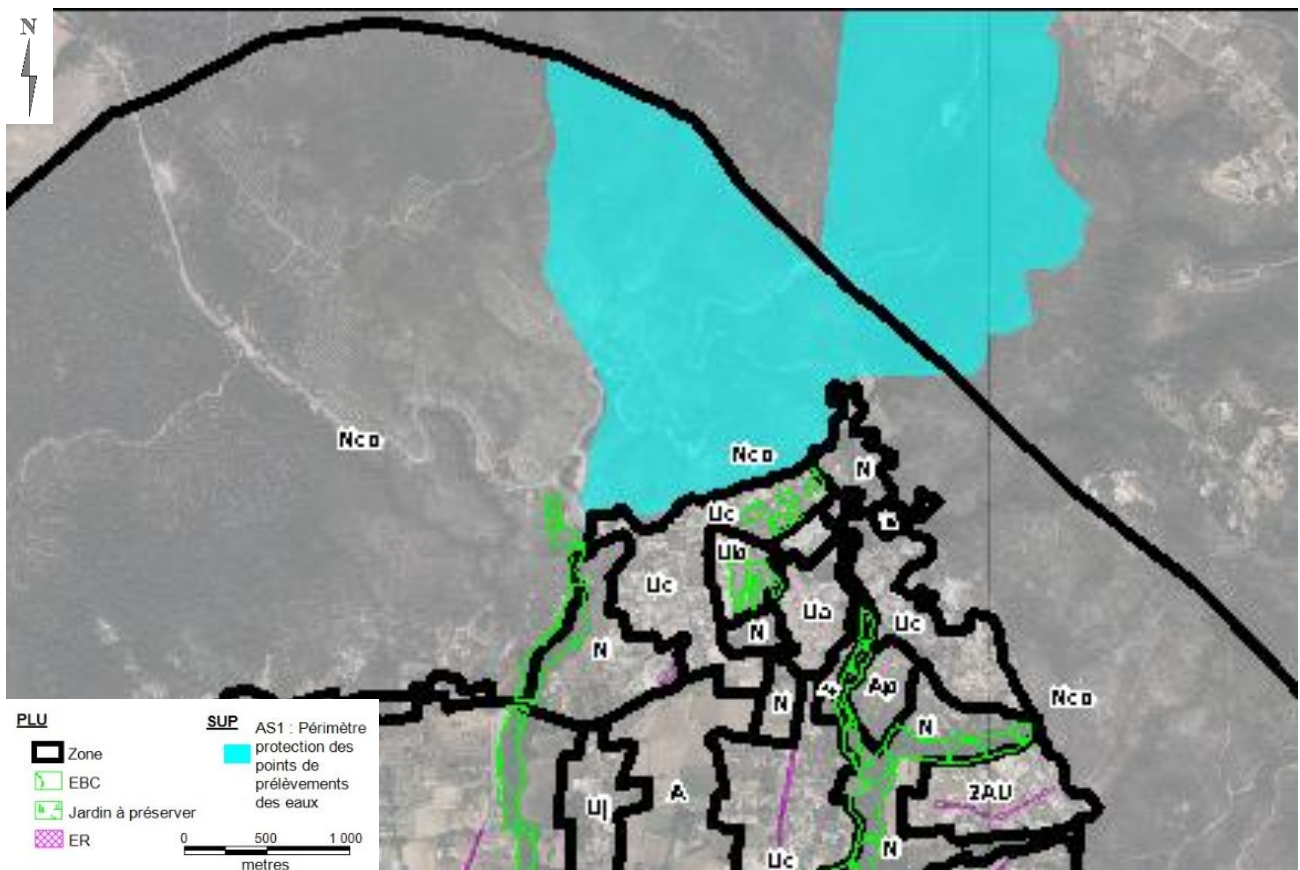 N
Nco
Nco
N
Uc
Ub
Uc
Ua
Uc
N
N
N
Ap
N
Nco
2AU
A
Uj
Uc
N
PLU
Zone
EBC
Jardin à préserver
ER
SUP
AS1 : Périmètre
protection des
points de
prélèvements
des eaux
0 500 1 000
metres